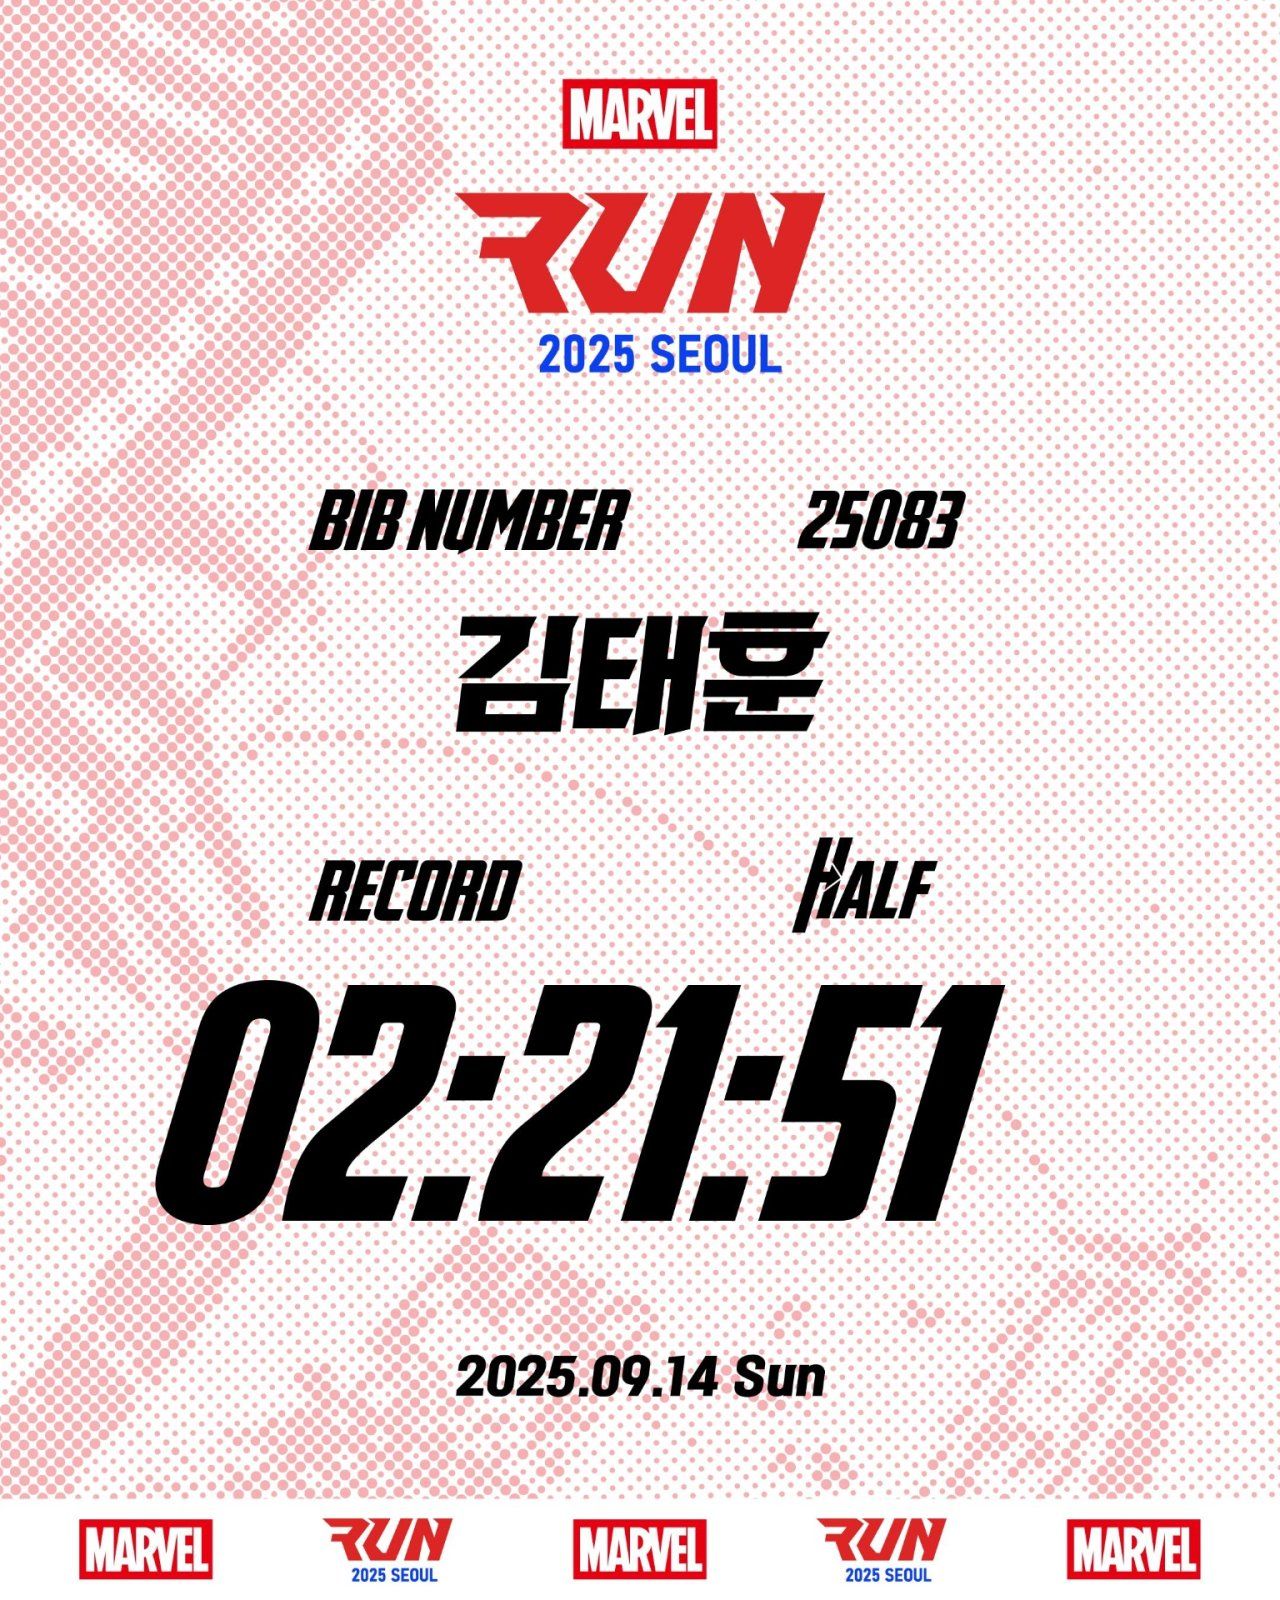 MARVEL
RUN
2025 SEOUL
BIB NUMBER 25083
김태훈
RECORD HALF
02:21:51
2025.09.14 Sun
MARVEL RUN MARVEL RUN MARVEL
2025 SEOUL 2025 SEOUL